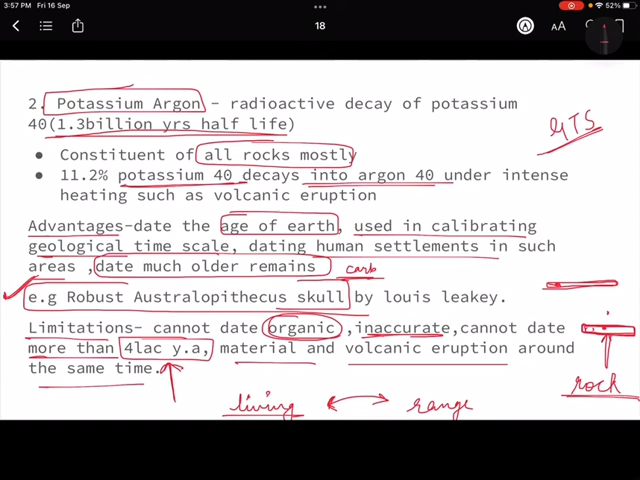 3:57 PM Fri 16 Sep
52%
18
AA
2. Potassium Argon - radioactive decay of potassium
40(1.3billion yrs half life)
GTS
● Constituent of all rocks mostly
● 11.2% potassium 40 decays into argon 40 under intense
heating such as volcanic eruption
Advantages-date the age of earth, used in calibrating
geological time scale, dating human settlements in such
areas ,date much older remains
carb
e.g Robust Australopithecus skull by louis leakey.
Limitations- cannot date organic ,inaccurate,cannot date
more than 4lac y.a, material and volcanic eruption around
the same time.
rock
living range